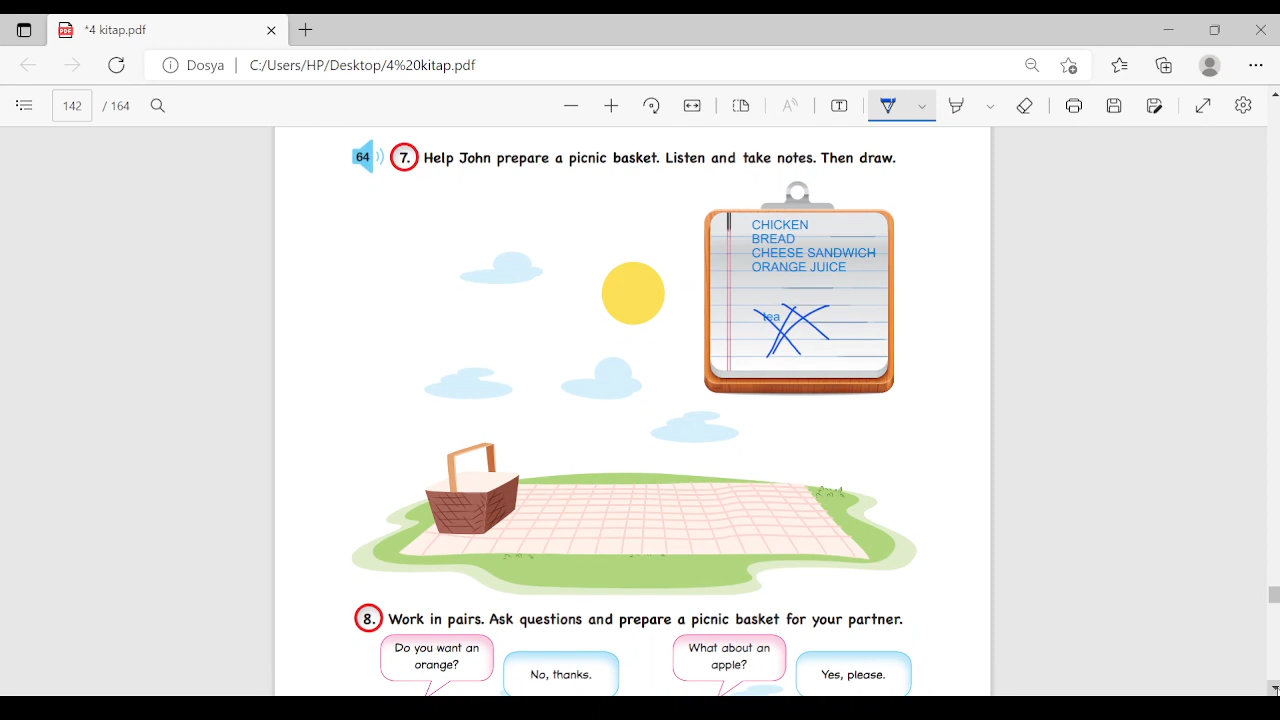 *4 kitap.pdf
Dosya | C:/Users/HP/Desktop/4%20kitap.pdf
142 / 164
64 7. Help John prepare a picnic basket. Listen and take notes. Then draw.
CHICKEN
BREAD
CHEESE SANDWICH
ORANGE JUICE
tea
8. Work in pairs. Ask questions and prepare a picnic basket for your partner.
Do you want an
orange?
No, thanks.
What about an
apple?
Yes, please.